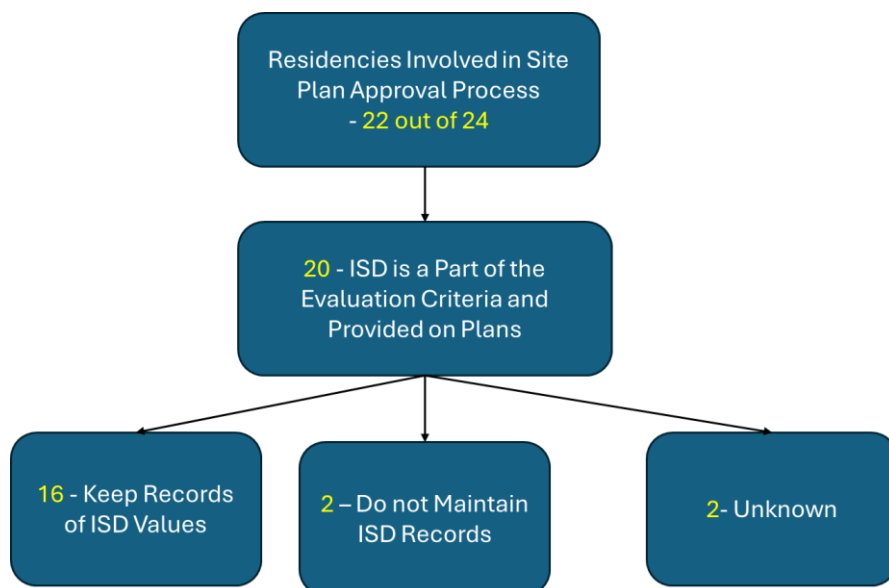 Residencies Involved in Site
Plan Approval Process
- 22 out of 24
20 - ISD is a Part of the
Evaluation Criteria and
Provided on Plans
16 - Keep Records
of ISD Values
2 – Do not Maintain
ISD Records
2- Unknown